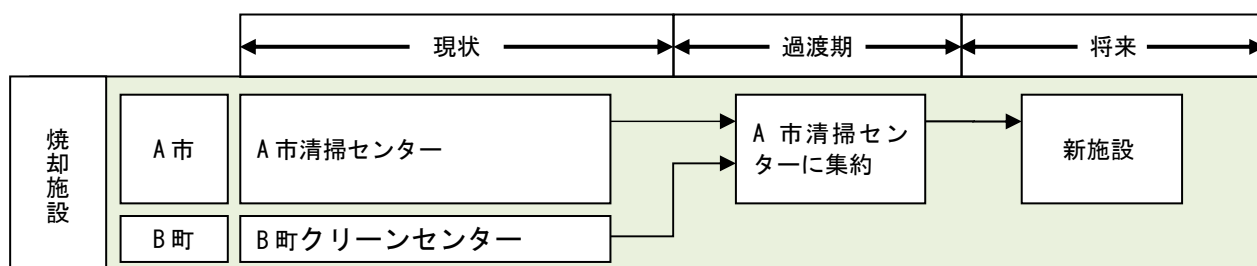 現状
過渡期
将来
焼却施設
A市
A市清掃センター
A 市清掃セン
ターに集約
新施設
B町
B町クリーンセンター